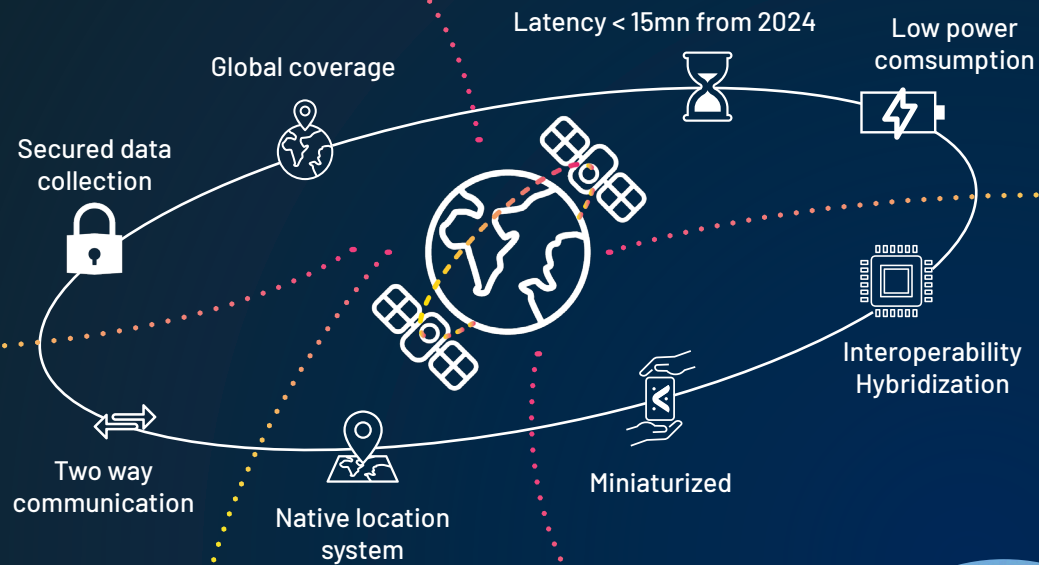 Latency < 15mn from 2024
Low power
comsumption
Global coverage
Secured data
collection
Interoperability
Hybridization
Two way
communication
Miniaturized
Native location
system